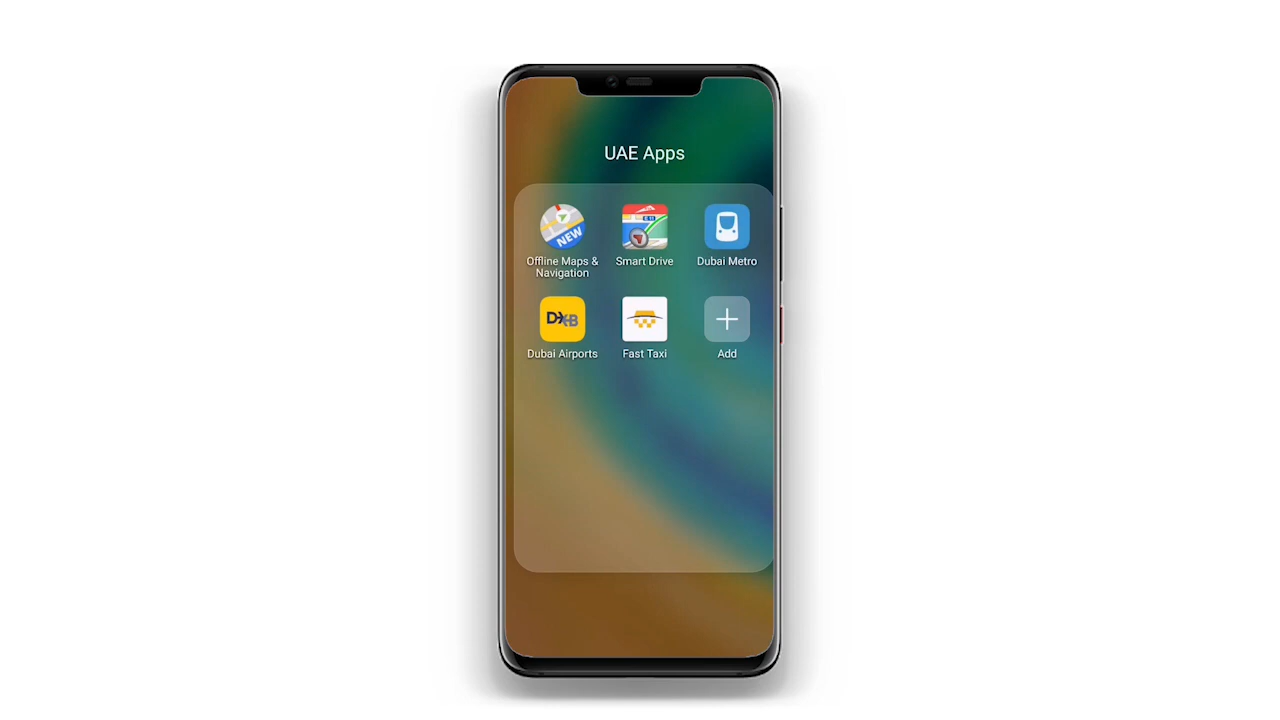 UAE Apps
NEW
Offline Maps &
Navigation
Smart Drive
Dubai Metro
DXB
Dubai Airports
Fast Taxi
Add